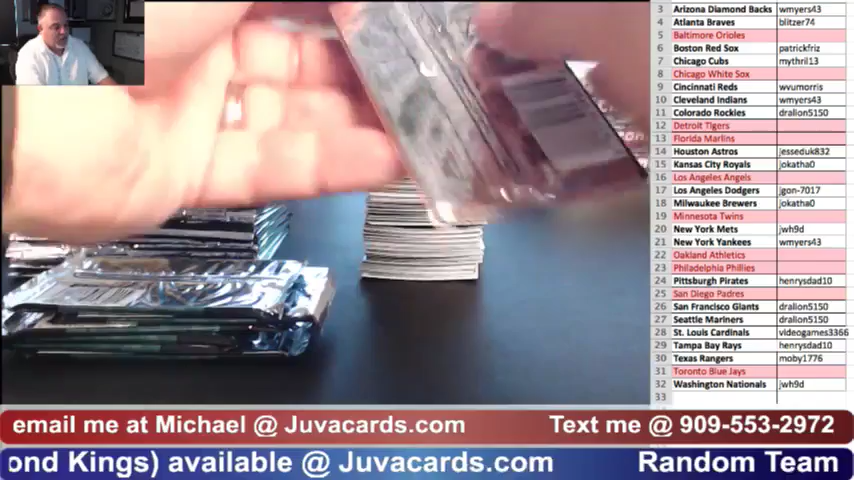 3 Arizona Diamond Backs wmyers43
4 Atlanta Braves blitzer74
5 Baltimore Orioles
6 Boston Red Sox patrickfriz
7 Chicago Cubs mythril13
8 Chicago White Sox
9 Cincinnati Reds wvumorris
10 Cleveland Indians wmyers43
11 Colorado Rockies dralion5150
12 Detroit Tigers
13 Florida Marlins
14 Houston Astros jesseduk832
15 Kansas City Royals jokatha0
16 Los Angeles Angels
17 Los Angeles Dodgers jgon-7017
18 Milwaukee Brewers jokatha0
19 Minnesota Twins
20 New York Mets jwh9d
21 New York Yankees wmyers43
22 Oakland Athletics
23 Philadelphia Phillies
24 Pittsburgh Pirates henrysdad10
25 San Diego Padres
26 San Francisco Giants dralion5150
27 Seattle Mariners dralion5150
28 St. Louis Cardinals videogames3366
29 Tampa Bay Rays henrysdad10
30 Texas Rangers moby1776
31 Toronto Blue Jays
32 Washington Nationals jwh9d
33
email me at Michael @ Juvacards.com Text me @ 909-553-2972
ond Kings) available @ Juvacards.com Random Team